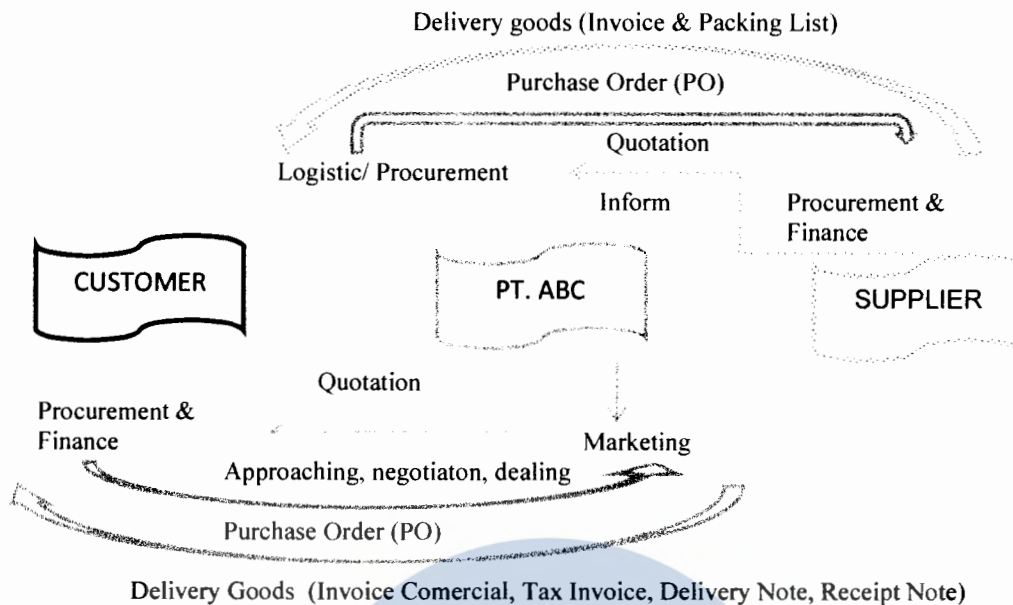 Delivery goods (Invoice & Packing List)
Purchase Order (PO)
Quotation
Logistic/ Procurement
Inform
Procurement &
Finance
CUSTOMER
PT. ABC
SUPPLIER
Quotation
Procurement &
Finance
Marketing
Approaching, negotiaton, dealing
Purchase Order (PO)
Delivery Goods (Invoice Comercial, Tax Invoice, Delivery Note, Receipt Note)